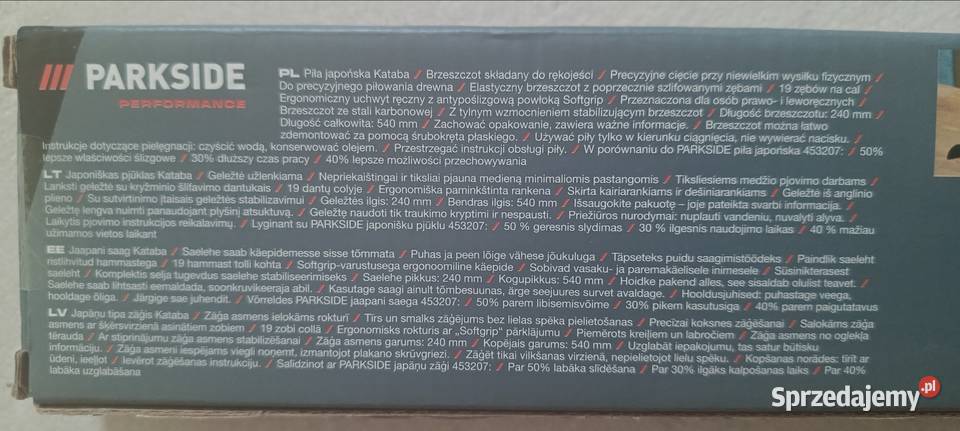 /// PARKSIDE
PERFORMANCE
PL Piła japońska Kataba / Brzeszczot składany do rękojeści / Precyzyjne cięcie przy niewielkim wysiłku fizycznym /
Do precyzyjnego piłowania drewna / Elastyczny brzeszczot z poprzecznie szlifowanymi zębami / 19 zębów na cal /
Ergonomiczny uchwyt ręczny z antypoślizgową powłoką Softgrip / Przeznaczona dla osób prawo- i leworęcznych /
Brzeszczot ze stali karbonowej / Z tylnym wzmocnieniem stabilizującym brzeszczot / Długość brzeszczotu: 240 mm /
Długość całkowita: 540 mm / Zachować opakowanie, zawiera ważne informacje. / Brzeszczot można łatwo
zdemontować za pomocą śrubokręta płaskiego. / Używać piły tylko w kierunku ciągnięcia, nie wywierać nacisku. /
Instrukcje dotyczące pielęgnacji: czyścić wodą, konserwować olejem. / Przestrzegać instrukcji obsługi piły. / W porównaniu do PARKSIDE piła japońska 453207: / 50%
lepsze właściwości ślizgowe / 30% dłuższy czas pracy / 40% lepsze możliwości przechowywania
LT Japoniškas pjūklas Kataba / Geležtė užlenkiama / Nepriekaištingai ir tiksliai pjauna medieną minimaliomis pastangomis / Tikslesniems medžio pjovimo darbams /
Lanksti geležtė su kryžminio šlifavimo dantukais / 19 dantų colyje / Ergonomiška paminkštinta rankena / Skirta kairiarankiams ir dešiniarankiams / Geležtė iš anglinio
plieno / Su sutvirtinimo įtaisais geležtės stabilizavimui / Geležtės ilgis: 240 mm / Bendras ilgis: 540 mm / Išsaugokite pakuotę – joje pateikta svarbi informacija. /
Geležtę lengva nuimti panaudojant plyšinį atsuktuvą. / Geležtę naudoti tik traukimo kryptimi ir nespausti. / Priežiūros nurodymai: nuplauti vandeniu, nuvalyti alyva. /
Laikytis pjovimo instrukcijos reikalavimų. / Lyginant su PARKSIDE japonišku pjūklu 453207: / 50 % geresnis slydimas / 30 % ilgesnis naudojimo laikas / 40 % mažiau
užimamos vietos laikant
EE Jaapani saag Kataba / Saelehe saab käepidemesse sisse tõmmata / Puhas ja peen lõige vähese jõukuluga / Täpseteks puidu saagimistöödeks / Paindlik saeleht
ristlihvitud hammastega / 19 hammast tolli kohta / Softgrip-varustusega ergonoomiline käepide / Sobivad vasaku- ja paremakäelisele inimesele / Süsinikterasest
saeleht / Komplektis selja tugevdus saelehe stabiliseerimiseks / Saelehe pikkus: 240 mm / Kogupikkus: 540 mm / Hoidke pakend alles, see sisaldab olulist teavet. /
Saelehe saab lihtsasti eemaldada, soonkruvikeeraja abil. / Kasutage saagi ainult tõmbesuunas, ärge seejuures survet avaldage. / Hooldusjuhised: puhastage veega,
hooldage õliga. / Järgige sae juhendit. / Võrreldes PARKSIDE jaapani saega 453207: / 50% parem libisemisvõime / 30% pikem kasutusiga / 40% parem paigutatavus
LV Japāņu tipa zāģis Kataba / Zāģa asmens ielokāms rokturī / Tīrs un smalks zāģējums bez lielas spēka pielietošanas / Precīzai koksnes zāģēšanai / Salokāms zāģa
asmens ar šķērsvirzienā asinātiem zobiem / 19 zobi collā / Ergonomisks rokturis ar „Softgrip” pārklājumu / Piemērots kreiļiem un labročiem / Zāģa asmens no oglekļa
tērauda / Ar stiprinājumu zāģa asmens stabilizēšanai / Zāģa asmens garums: 240 mm / Kopējais garums: 540 mm / Uzglabāt iepakojumu, tas satur būtisku
informāciju. / Zāģa asmeni iespējams viegli noņemt, izmantojot plakano skrūvgriezi. / Zāģēt tikai vilkšanas virzienā, nepielietojot lielu spēku. / Kopšanas norādes: tīrīt ar
ūdeni, ieeļļot / Ievērot zāģēšanas instrukciju. / Salīdzinot ar PARKSIDE japāņu zāģi 453207: / Par 50% labāka slīdēšana / Par 30% ilgāks kalpošanas laiks / Par 40%
labāka uzglabāšana
Sprzedajemy.pl